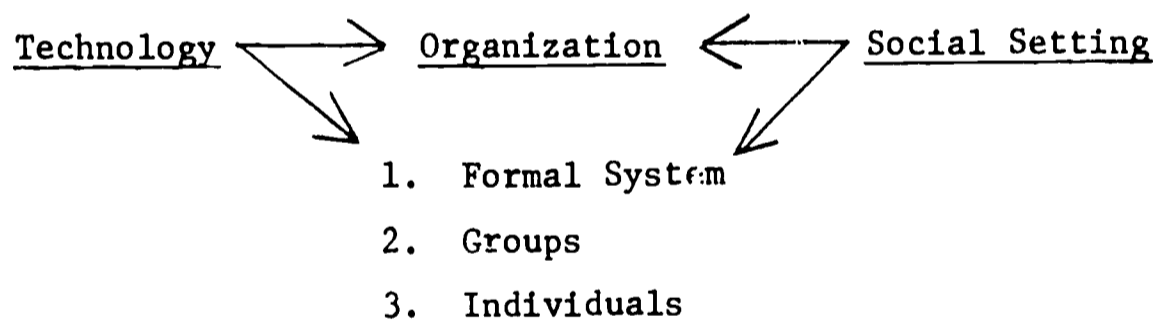 Technology Organization Social Setting
1. Formal System
2. Groups
3. Individuals